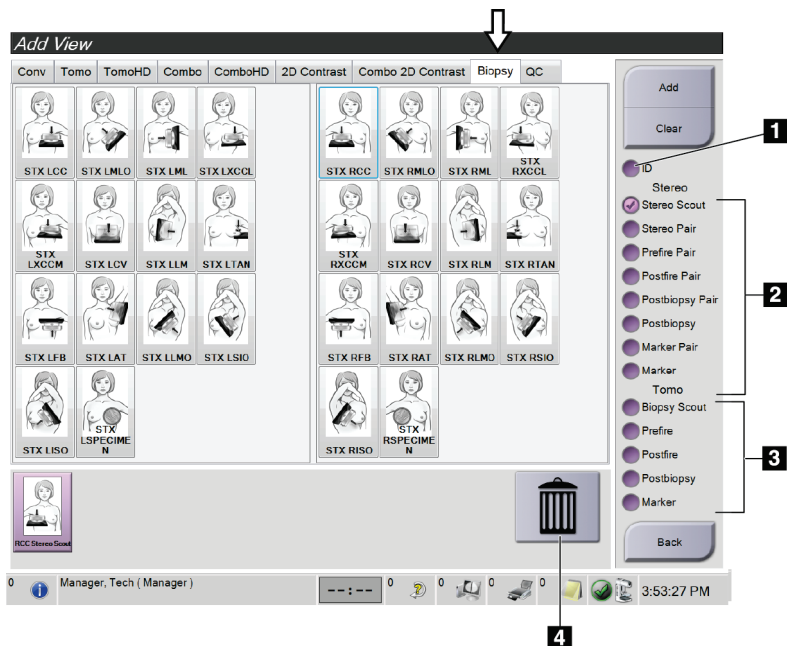 Add View
Conv Tomo TomoHD Combo ComboHD 2D Contrast Combo 2D Contrast Biopsy QC
STX LCC STX LMLO STX LML STX LXCCL
STX RCC STX RMLO STX RML STX RXCCL
STX LXCCM STX LCV STX LLM STX LTAN
STX RXCCM STX RCV STX RLM STX RTAN
STX LFB STX LAT STX LLMO STX LSIO
STX RFB STX RAT STX RLMO STX RSIO
STX LISO STX LSPECIMEN
STX RISO STX RSPECIMEN
RCC Stereo Scout
Add
Clear
ID
1
Stereo
Stereo Scout
Stereo Pair
Prefire Pair
Postfire Pair
Postbiopsy Pair
Postbiopsy
Marker Pair
Marker
2
Tomo
Biopsy Scout
Prefire
Postfire
Postbiopsy
Marker
3
Back
0 Manager, Tech ( Manager ) --:-- 0 0 0 0 3:53:27 PM
4